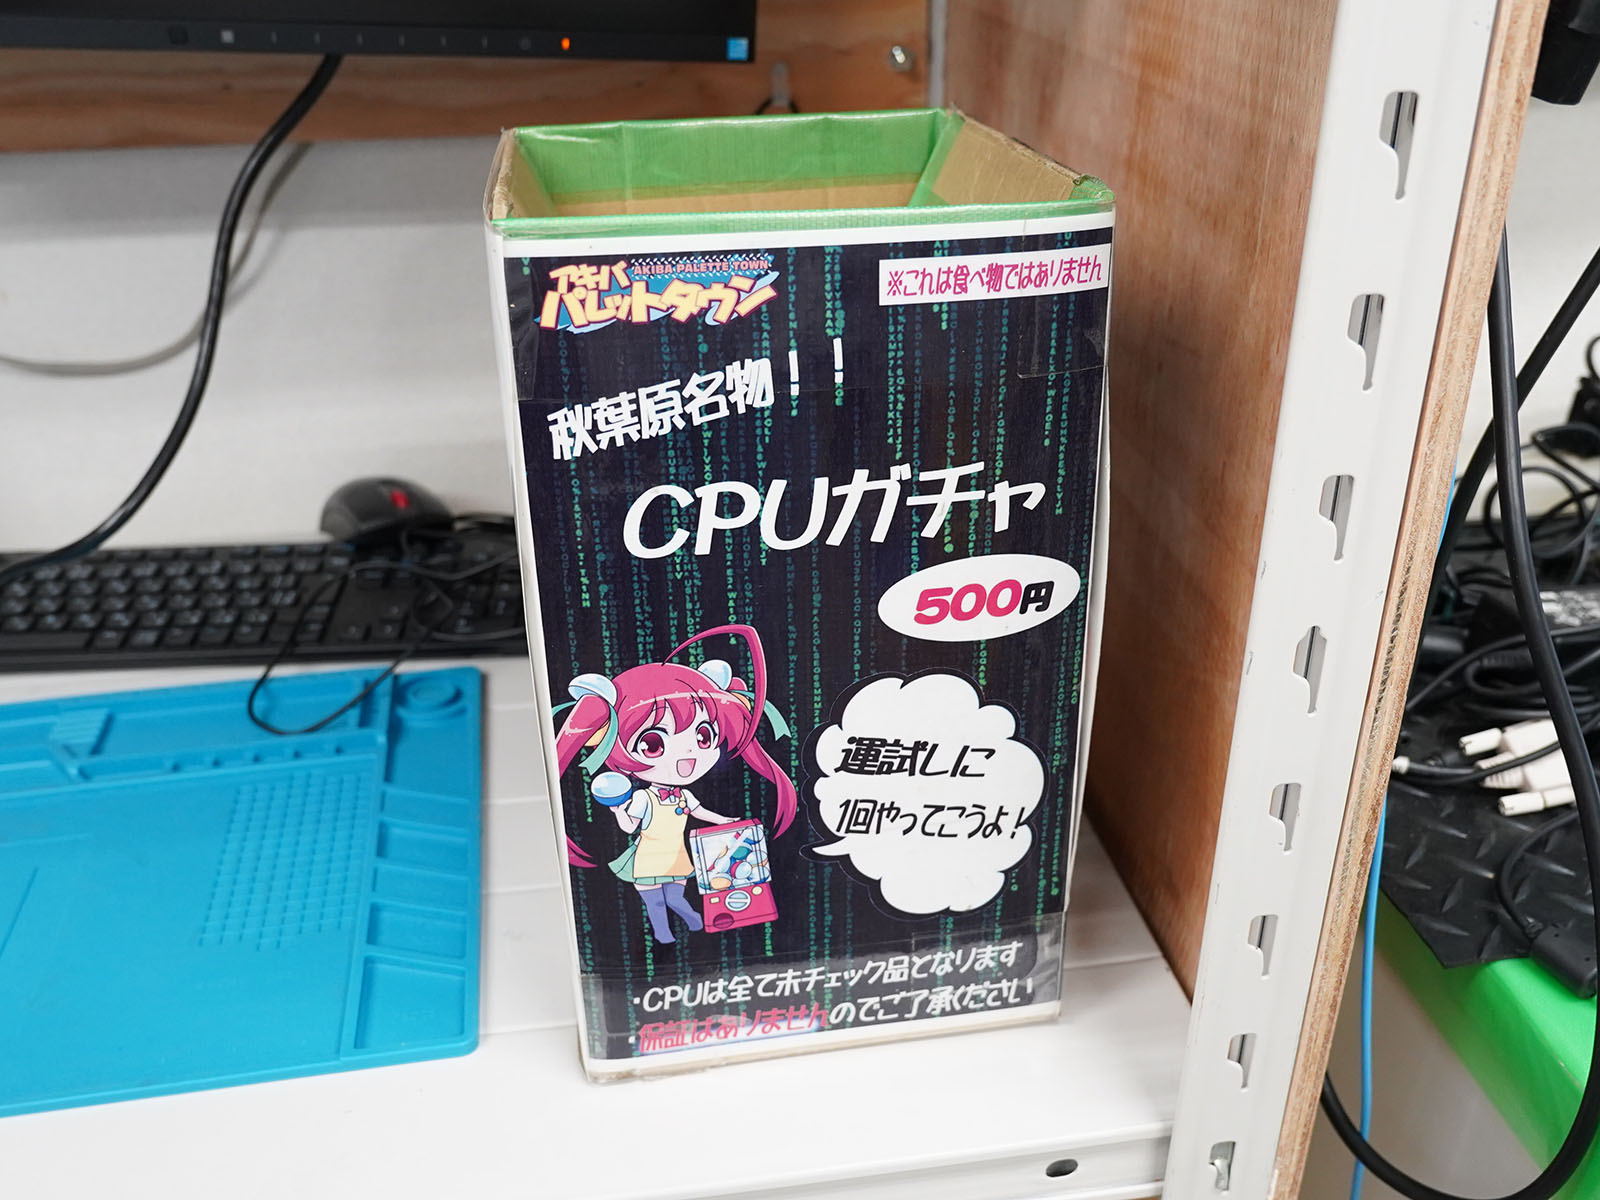 アキバ
AKIBA PALETTE TOWN
パレットタウン
※これは食べ物ではありません
秋葉原名物！！
CPUガチャ
500円
運試しに
1回やってこうよ！
・CPUは全て未チェック品となります
・保証はありませんのでご了承ください